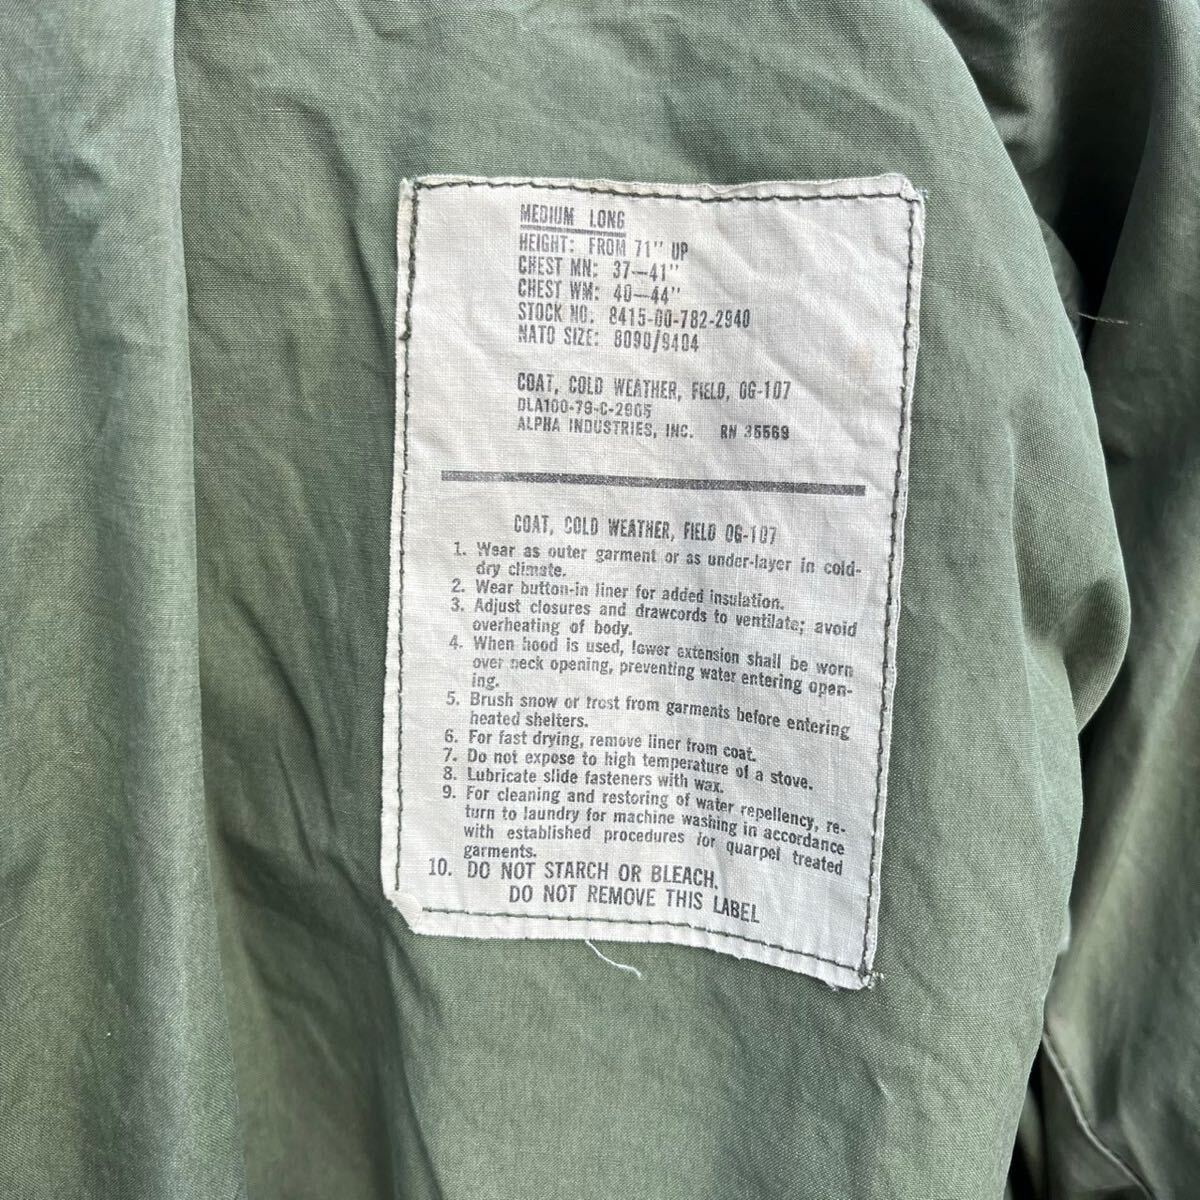 MEDIUM LONG
HEIGHT: FROM 71" UP
CHEST MN: 37—41"
CHEST WM: 40—44"
STOCK NO. 8415-00-782-2940
NATO SIZE: 8090/9404
COAT, COLD WEATHER, FIELD, OG-107
DLA100-79-C-2905
ALPHA INDUSTRIES, INC. RN 35569
COAT, COLD WEATHER, FIELD OG-107
1. Wear as outer garment or as under-layer in cold-
dry climate.
2. Wear button-in liner for added insulation.
3. Adjust closures and drawcords to ventilate; avoid
overheating of body.
4. When hood is used, lower extension shall be worn
over neck opening, preventing water entering open-
ing.
5. Brush snow or frost from garments before entering
heated shelters.
6. For fast drying, remove liner from coat.
7. Do not expose to high temperature of a stove.
8. Lubricate slide fasteners with wax.
9. For cleaning and restoring of water repellency, re-
turn to laundry for machine washing in accordance
with established procedures for quarpel treated
garments.
10. DO NOT STARCH OR BLEACH.
DO NOT REMOVE THIS LABEL